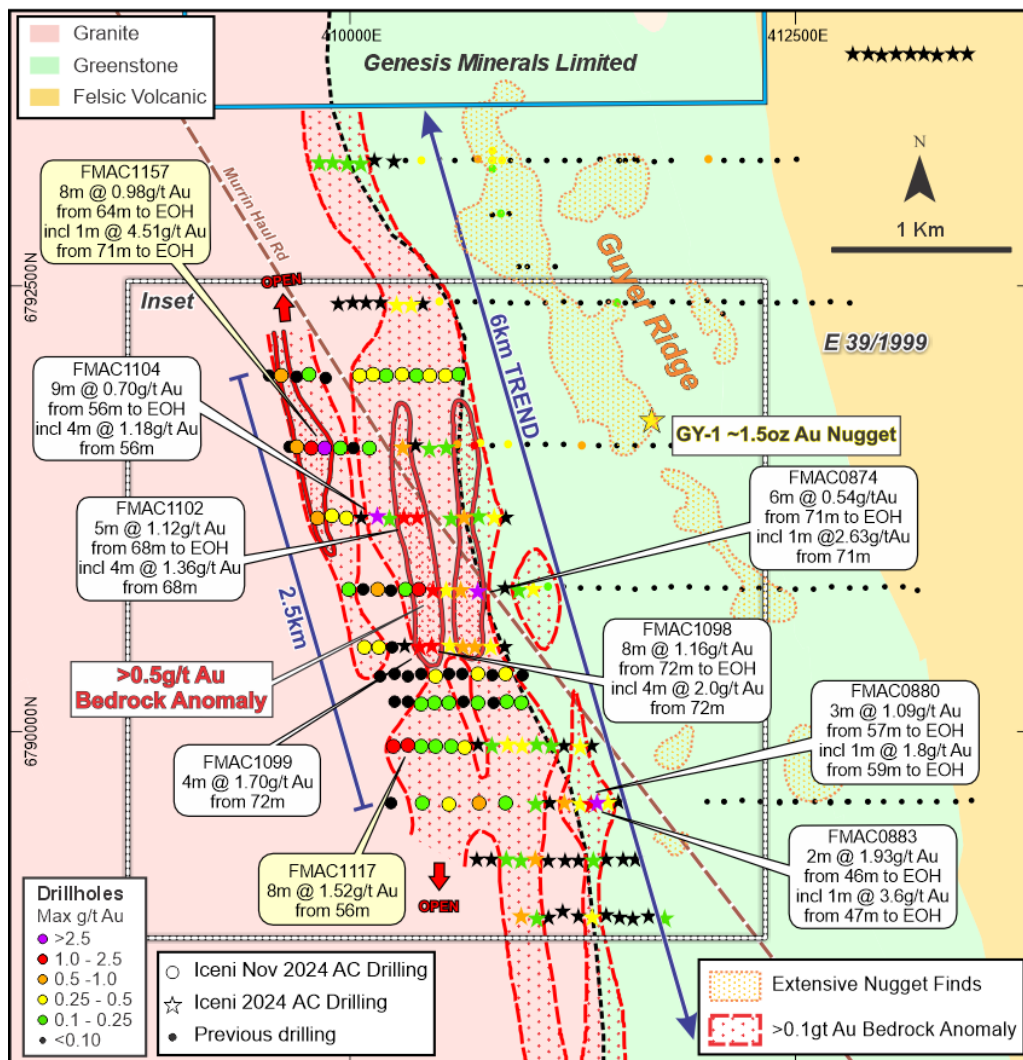 Granite
Greenstone
Felsic Volcanic
410000E
412500E
Genesis Minerals Limited
N
1 Km
FMAC1157
8m @ 0.98g/t Au
from 64m to EOH
incl 1m @ 4.51g/t Au
from 71m to EOH
Murrin Haul Rd
6792500N
OPEN
Inset
6km TREND
Guyer Ridge
E 39/1999
FMAC1104
9m @ 0.70g/t Au
from 56m to EOH
incl 4m @ 1.18g/t Au
from 56m
GY-1 ~1.5oz Au Nugget
FMAC0874
6m @ 0.54g/tAu
from 71m to EOH
incl 1m @2.63g/tAu
from 71m
FMAC1102
5m @ 1.12g/t Au
from 68m to EOH
incl 4m @ 1.36g/t Au
from 68m
2.5km
>0.5g/t Au
Bedrock Anomaly
FMAC1098
8m @ 1.16g/t Au
from 72m to EOH
incl 4m @ 2.0g/t Au
from 72m
6790000N
FMAC0880
3m @ 1.09g/t Au
from 57m to EOH
incl 1m @ 1.8g/t Au
from 59m to EOH
FMAC1099
4m @ 1.70g/t Au
from 72m
FMAC0883
2m @ 1.93g/t Au
from 46m to EOH
incl 1m @ 3.6g/t Au
from 47m to EOH
FMAC1117
8m @ 1.52g/t Au
from 56m
OPEN
Drillholes
Max g/t Au
>2.5
1.0 - 2.5
0.5 -1.0
0.25 - 0.5
0.1 - 0.25
<0.10
Iceni Nov 2024 AC Drilling
Iceni 2024 AC Drilling
Previous drilling
Extensive Nugget Finds
>0.1gt Au Bedrock Anomaly